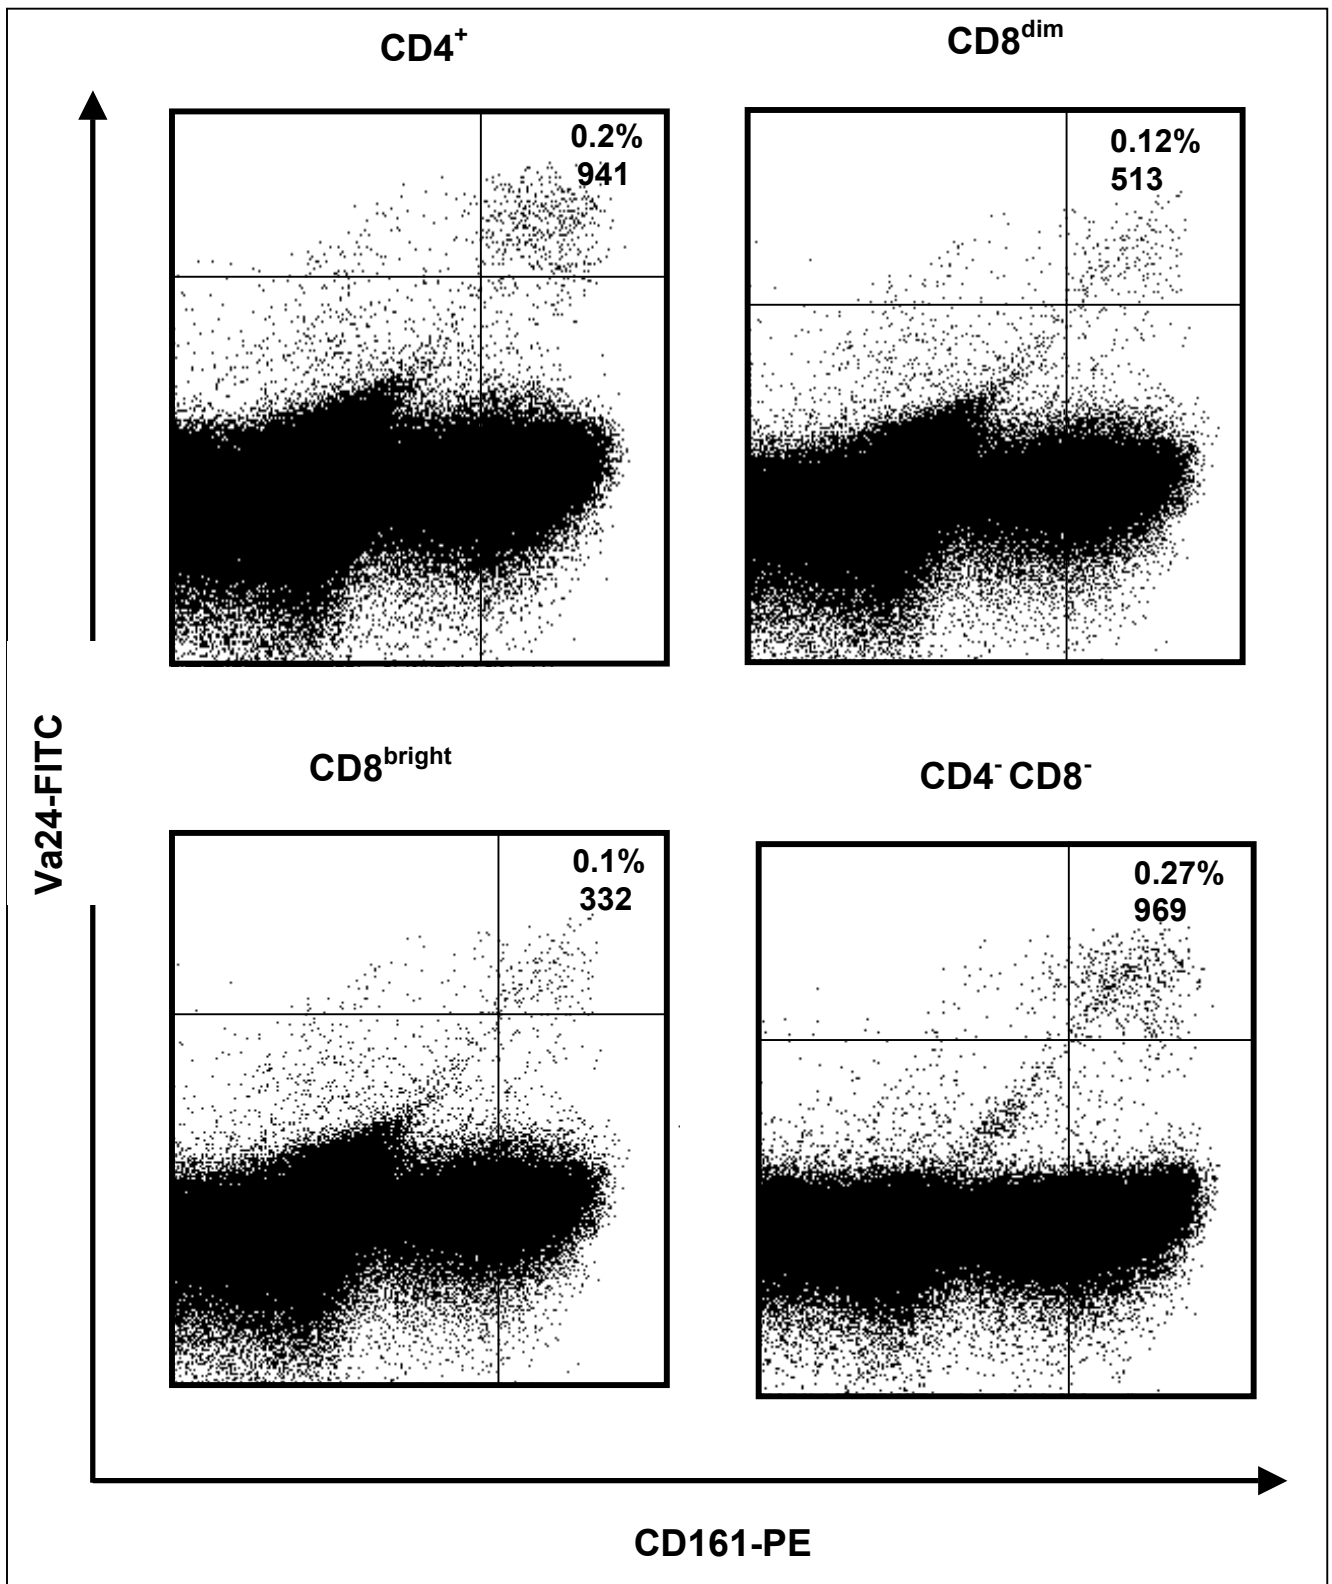 CD4⁺
CD8ᵈⁱᵐ
0.2%
941
0.12%
513
Va24-FITC
CD8ᵇʳⁱᵍʰᵗ
CD4⁻ CD8⁻
0.1%
332
0.27%
969
CD161-PE